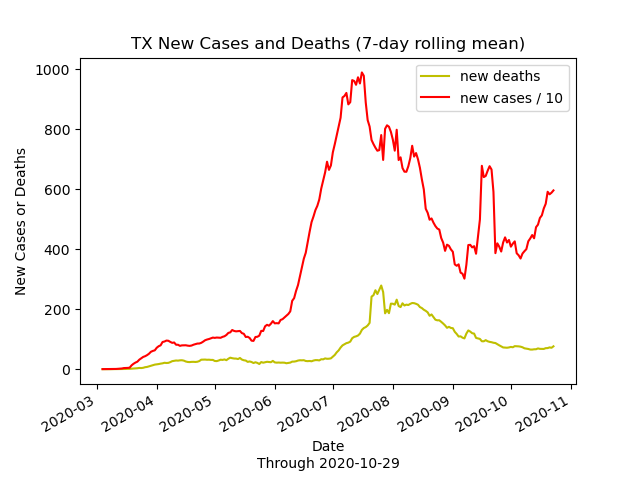 TX New Cases and Deaths (7-day rolling mean)
new deaths
new cases / 10
New Cases or Deaths
1000
800
600
400
200
0
2020-03
2020-04
2020-05
2020-06
2020-07
2020-08
2020-09
2020-10
2020-11
Date
Through 2020-10-29